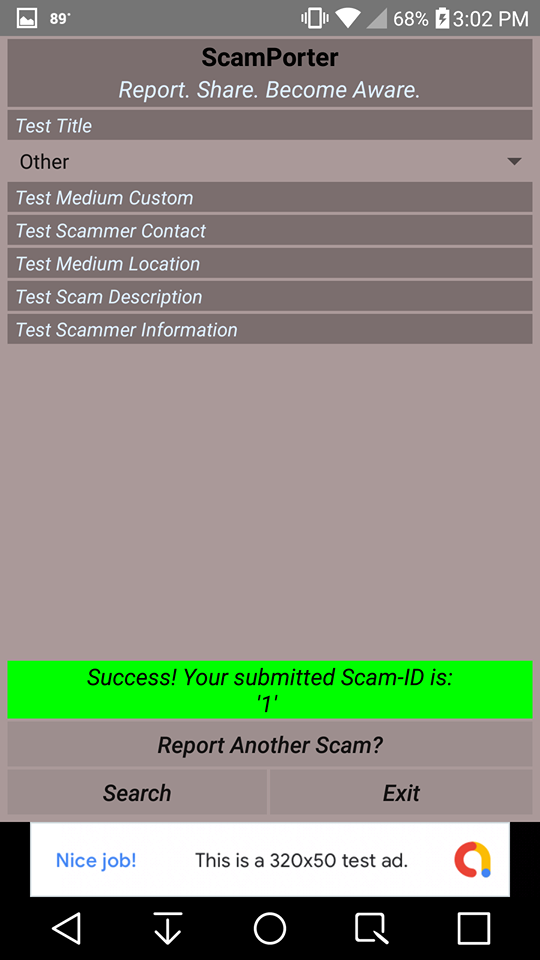 89° 68% 3:02 PM
ScamPorter
Report. Share. Become Aware.
Test Title
Other
Test Medium Custom
Test Scammer Contact
Test Medium Location
Test Scam Description
Test Scammer Information
Success! Your submitted Scam-ID is:
'1'
Report Another Scam?
Search Exit
Nice job! This is a 320x50 test ad.